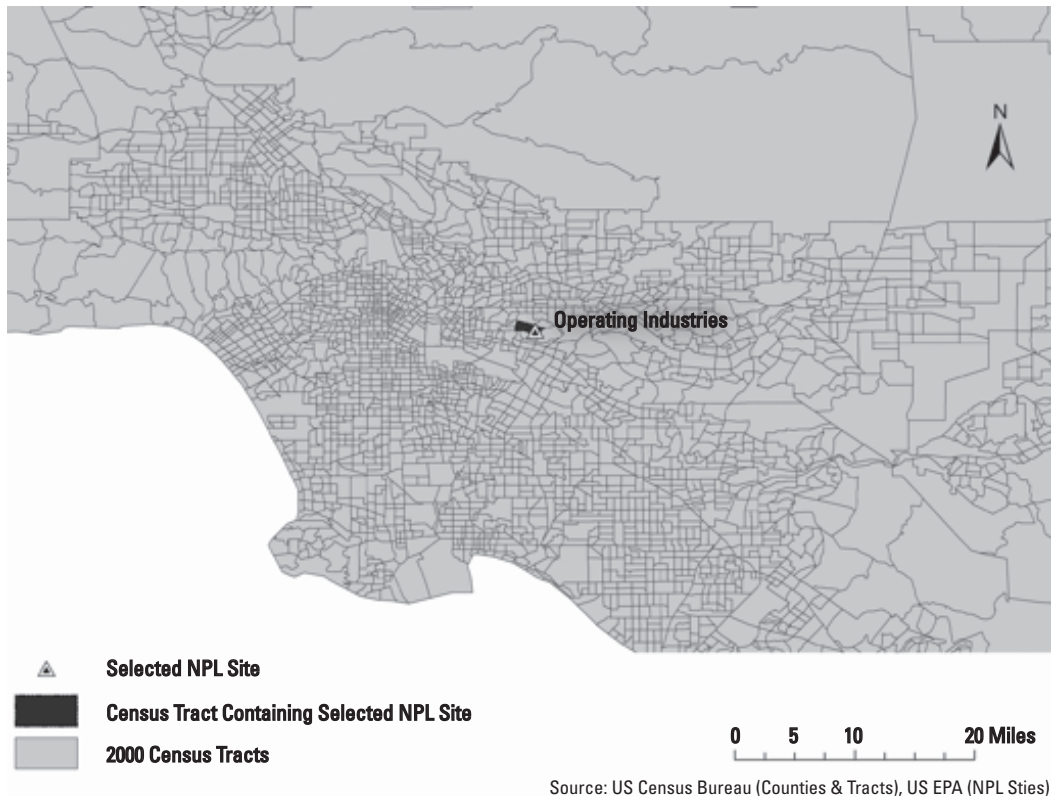 N
Operating Industries
Selected NPL Site
Census Tract Containing Selected NPL Site
2000 Census Tracts
0 5 10 20 Miles
Source: US Census Bureau (Counties & Tracts), US EPA (NPL Sties)